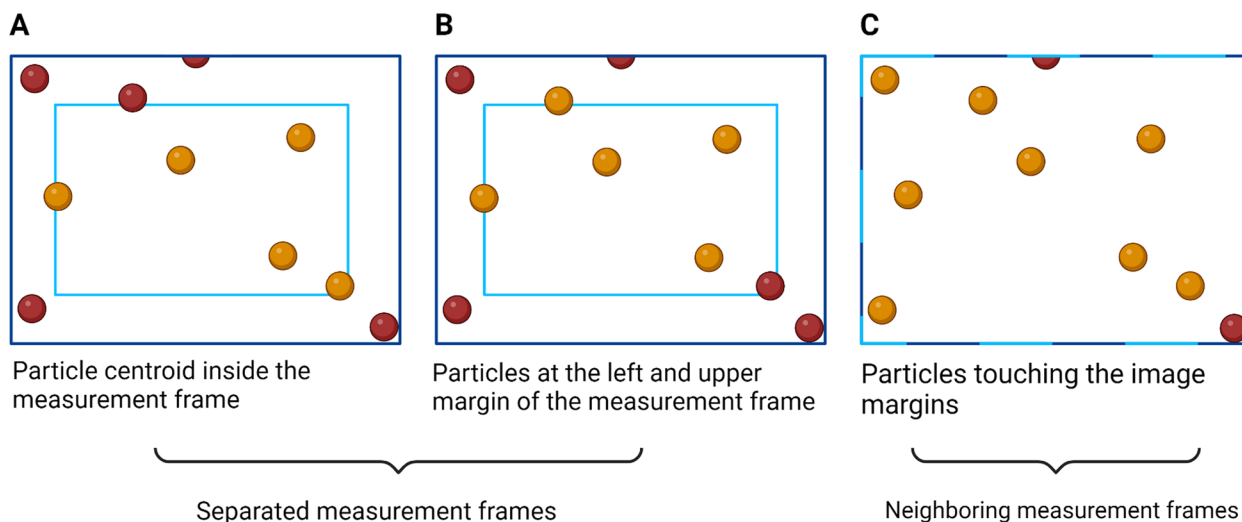 A
B
C
Particle centroid inside the
measurement frame
Particles at the left and upper
margin of the measurement frame
Particles touching the image
margins
Separated measurement frames
Neighboring measurement frames